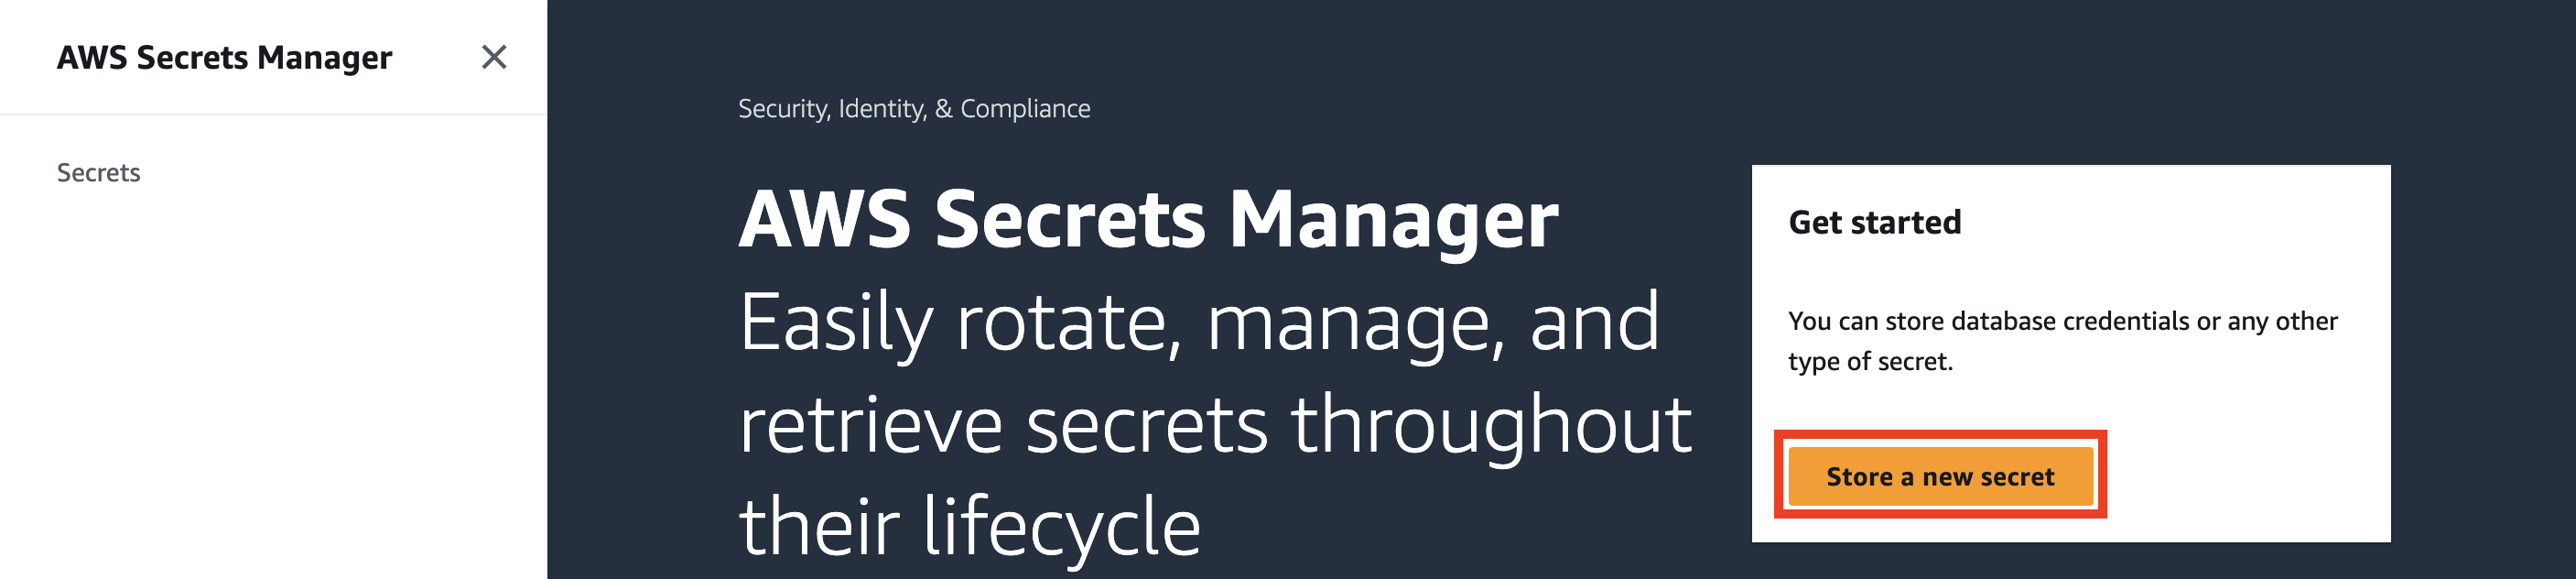 AWS Secrets Manager
Secrets
Security, Identity, & Compliance
AWS Secrets Manager
Easily rotate, manage, and
retrieve secrets throughout
their lifecycle
Get started
You can store database credentials or any other
type of secret.
Store a new secret